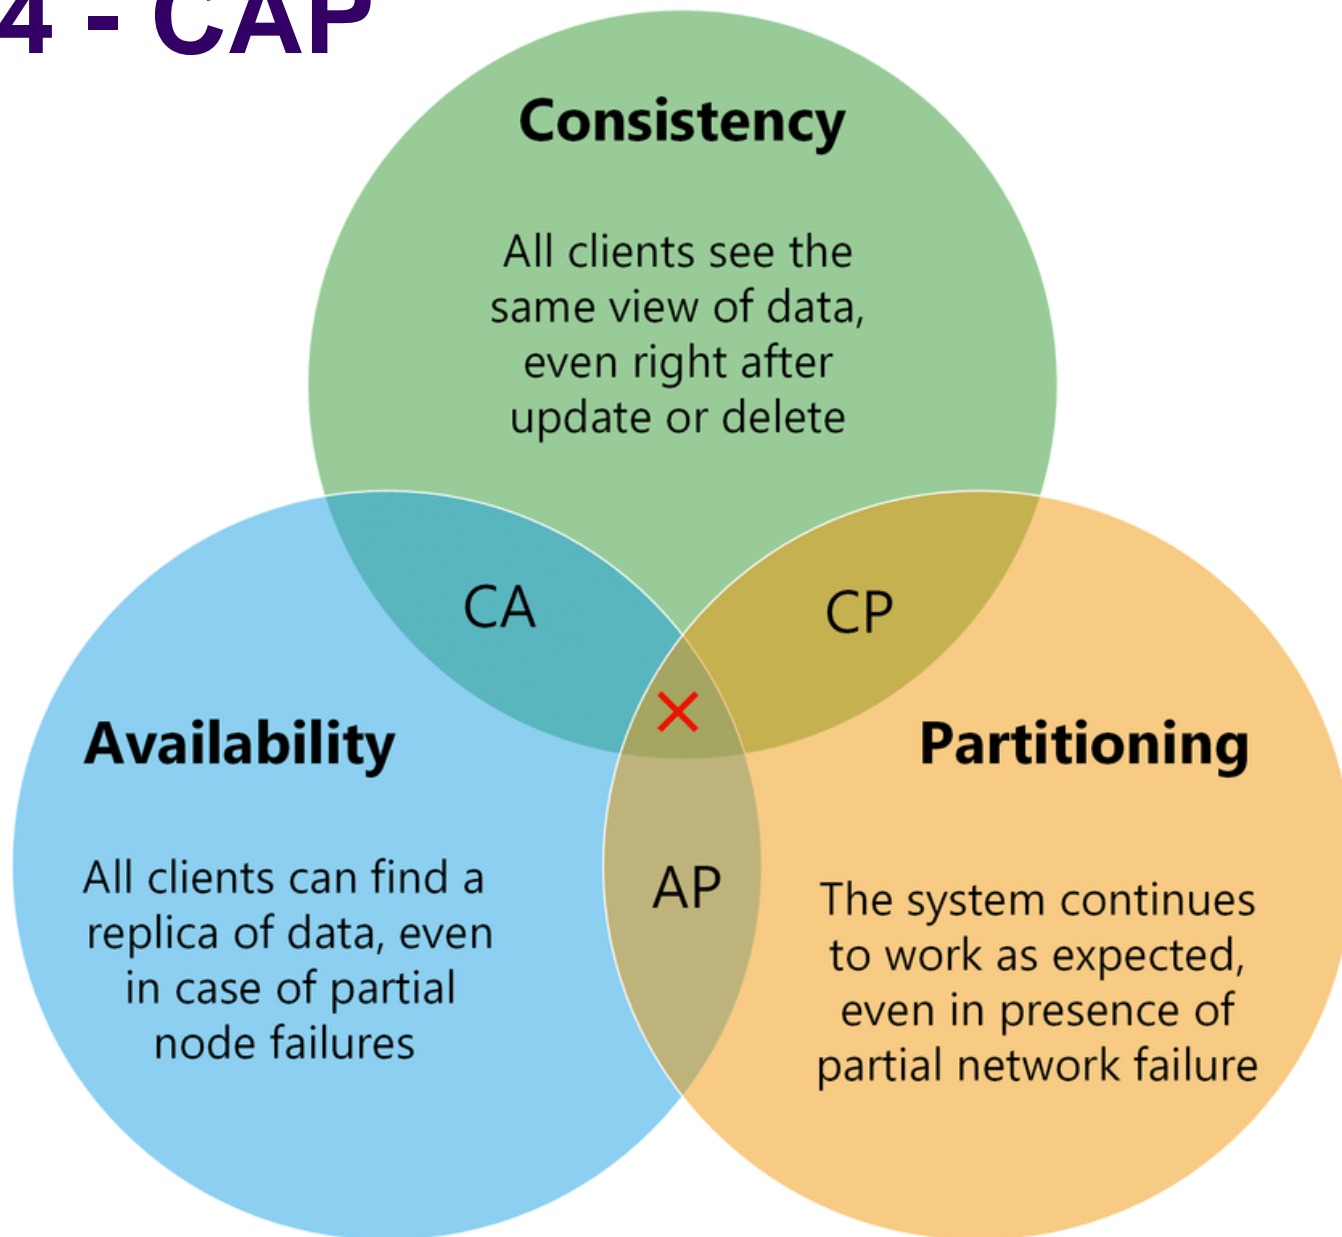 4 - CAP
Consistency
All clients see the
same view of data,
even right after
update or delete
CA
CP
Availability
All clients can find a
replica of data, even
in case of partial
node failures
AP
Partitioning
The system continues
to work as expected,
even in presence of
partial network failure